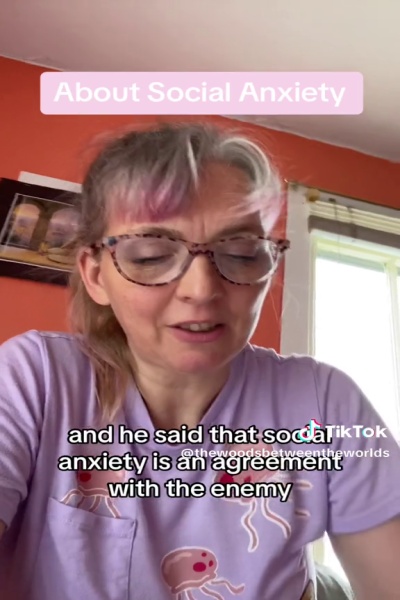 About Social Anxiety
and he said that social
TikTok
@thewoodsbetweentheworlds
anxiety is an agreement
with the enemy